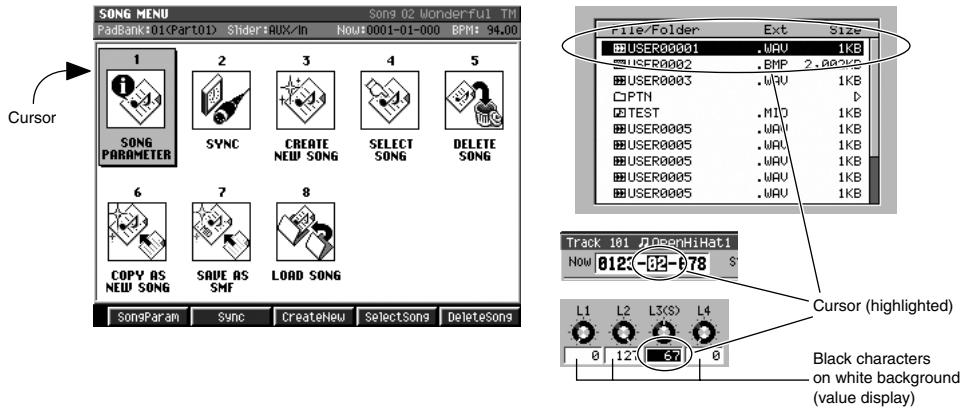 SONG MENU Song 02 Wonderful TM
PadBank:01(Part01) Slider:AUX/In Now:0001-01-000 BPM: 94.00
1 2 3 4 5
SONG PARAMETER
SYNC
CREATE NEW SONG
SELECT SONG
DELETE SONG
6 7 8
COPY AS NEW SONG
SAVE AS SMF
LOAD SONG
SongParam Sync CreateNew SelectSong DeleteSong
Cursor
File/Folder Ext Size
USER00001 .WAV 1KB
USER0002 .BMP 2,002KB
USER0003 .WAV 1KB
PTN
TEST .MID 1KB
USER0005 .WAV 1KB
USER0005 .WAV 1KB
USER0005 .WAV 1KB
USER0005 .WAV 1KB
Track 101 OpenHiHat1
Now 0123-02-078
L1 L2 L3(S) L4
0 127 67 0
Cursor (highlighted)
Black characters
on white background
(value display)